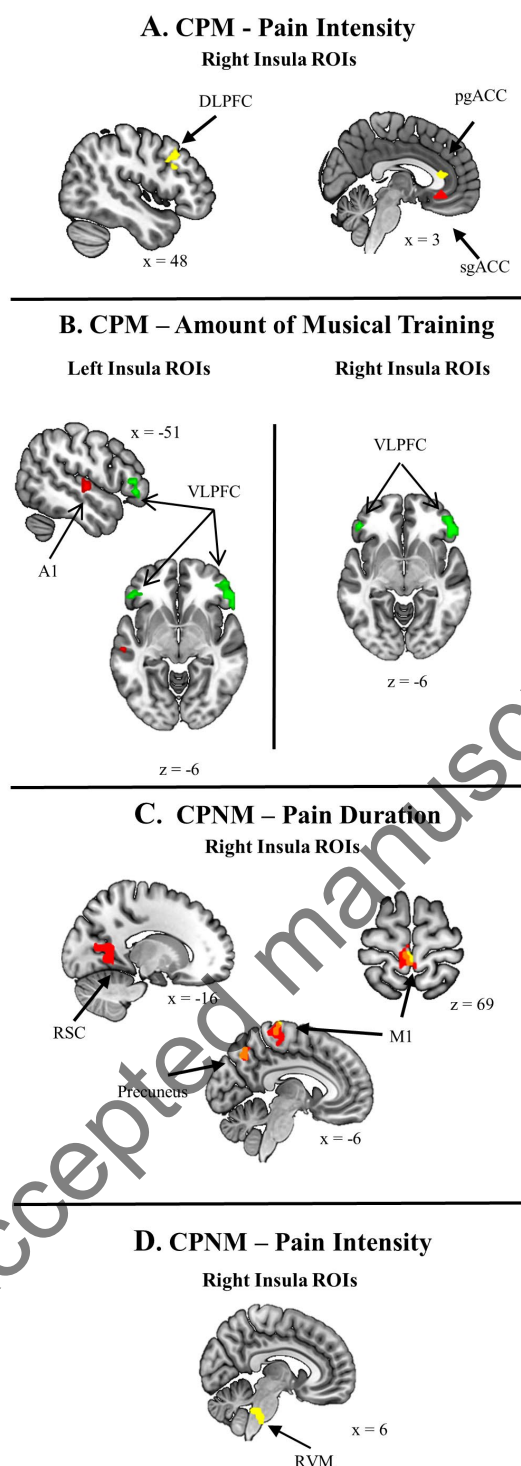 A. CPM - Pain Intensity
Right Insula ROIs
DLPFC
pgACC
x = 48
x = 3
sgACC
B. CPM – Amount of Musical Training
Left Insula ROIs
Right Insula ROIs
x = -51
VLPFC
VLPFC
A1
z = -6
z = -6
C. CPNM – Pain Duration
Right Insula ROIs
RSC
x = -16
z = 69
M1
Precuneus
x = -6
D. CPNM – Pain Intensity
Right Insula ROIs
x = 6
RVM
Accepted manusc